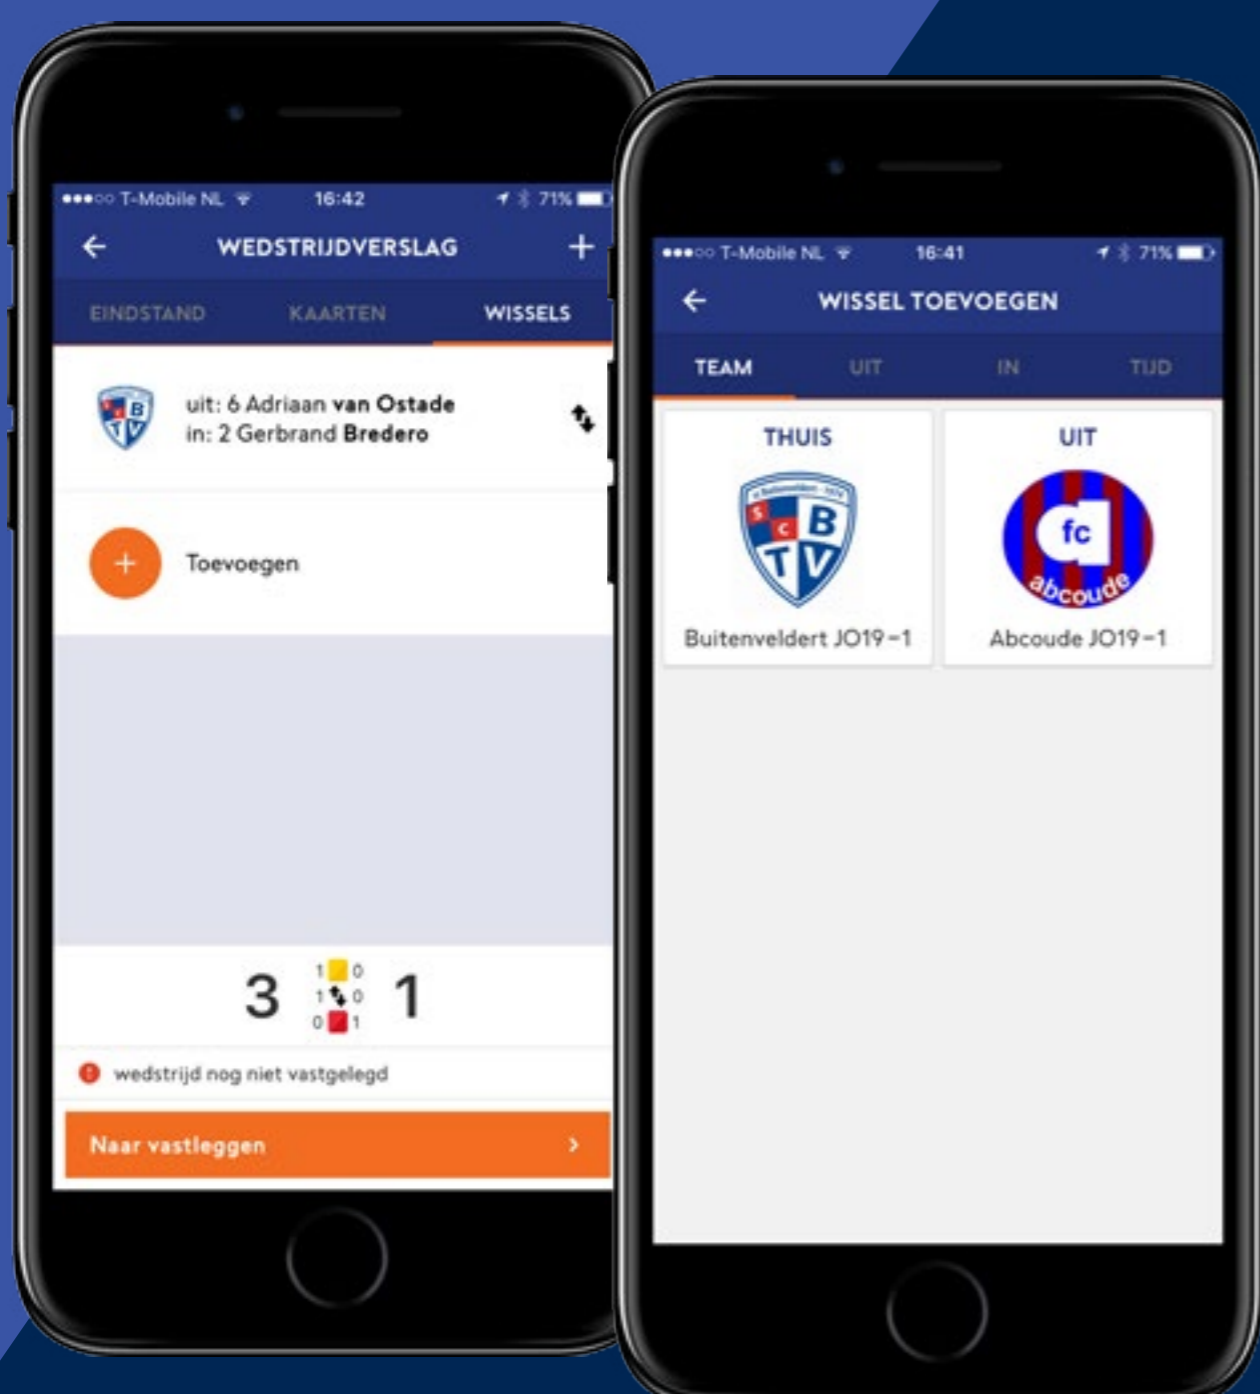 T-Mobile NL 16:42 71%
WEDSTRIJDVERSLAG +
EINDSTAND KAARTEN WISSELS
S C B
T V
uit: 6 Adriaan van Ostade
in: 2 Gerbrand Bredero
+ Toevoegen
3 1
1 0
1 0
0 1
wedstrijd nog niet vastgelegd
Naar vastleggen >
T-Mobile NL 16:41 71%
WISSEL TOEVOEGEN
TEAM UIT IN TIJD
THUIS
S C B
T V
Buitenveldert JO19-1
UIT
fc
abcoude
Abcoude JO19-1